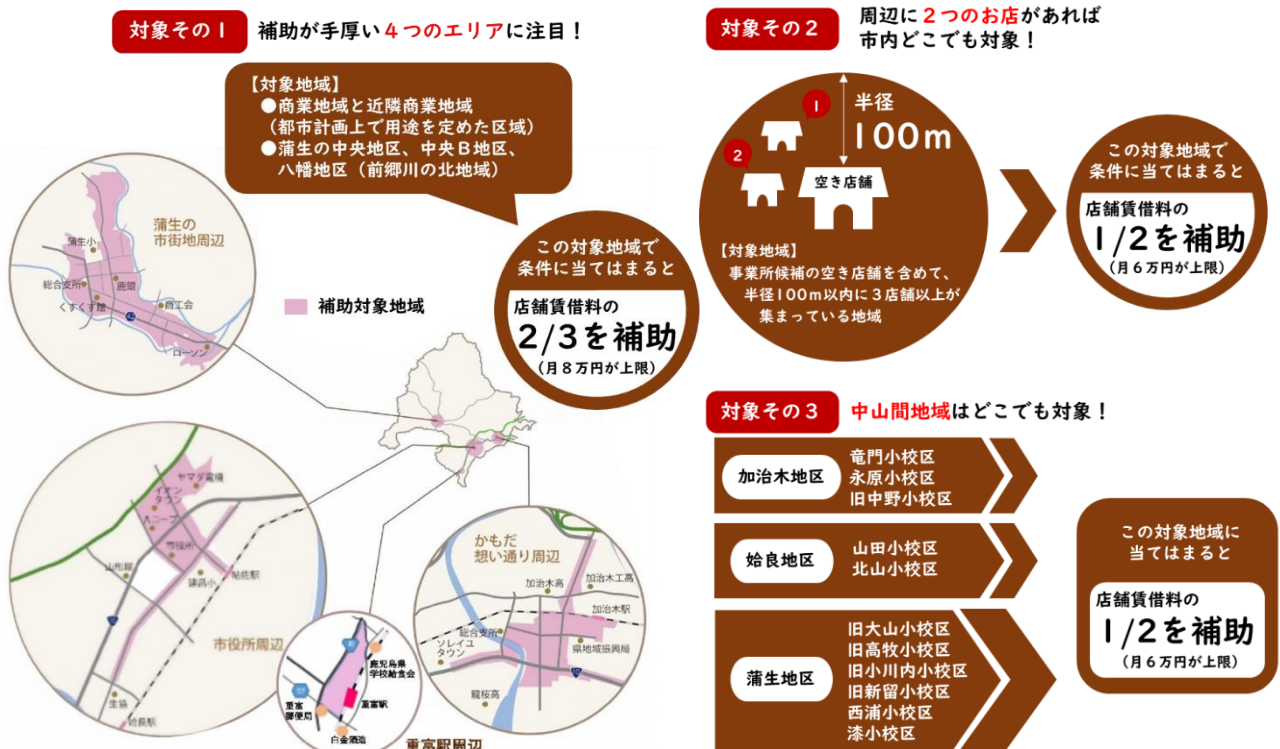 対象その1
補助が手厚い4つのエリアに注目！
【対象地域】
●商業地域と近隣商業地域
（都市計画上で用途を定めた区域）
●蒲生の中央地区、中央B地区、
八幡地区（前郷川の北地域）
蒲生の
市街地周辺
蒲生小
総合支所
鹿銀
くすくす館
商工会
42
ローソン
補助対象地域
この対象地域で
条件に当てはまると
店舗賃借料の
2/3を補助
（月8万円が上限）
ヤマダ電機
イオン
タウン
Aコープ
市役所
山形屋
建昌小
帖佐駅
市役所周辺
生協
姶良駅
10
鹿児島県
学校給食会
57
重富
郵便局
重富駅
白金酒造
重富駅周辺
かもだ
想い通り周辺
加治木高
加治木工高
加治木駅
総合支所
ソレイユ
タウン
県地域振興局
10
龍桜高
対象その2
周辺に2つのお店があれば
市内どこでも対象！
1
2
半径
100m
空き店舗
【対象地域】
事業所候補の空き店舗を含めて、
半径100m以内に3店舗以上が
集まっている地域
この対象地域で
条件に当てはまると
店舗賃借料の
1/2を補助
（月6万円が上限）
対象その3
中山間地域はどこでも対象！
加治木地区
竜門小校区
永原小校区
旧中野小校区
姶良地区
山田小校区
北山小校区
蒲生地区
旧大山小校区
旧高牧小校区
旧小川内小校区
旧新留小校区
西浦小校区
漆小校区
この対象地域に
当てはまると
店舗賃借料の
1/2を補助
（月6万円が上限）